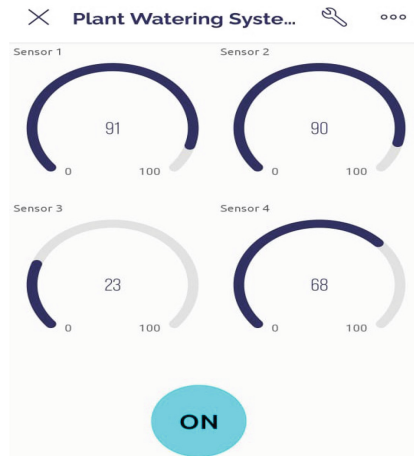 Plant Watering Syste...
Sensor 1
Sensor 2
91
90
0
100
0
100
Sensor 3
Sensor 4
23
68
0
100
0
100
ON